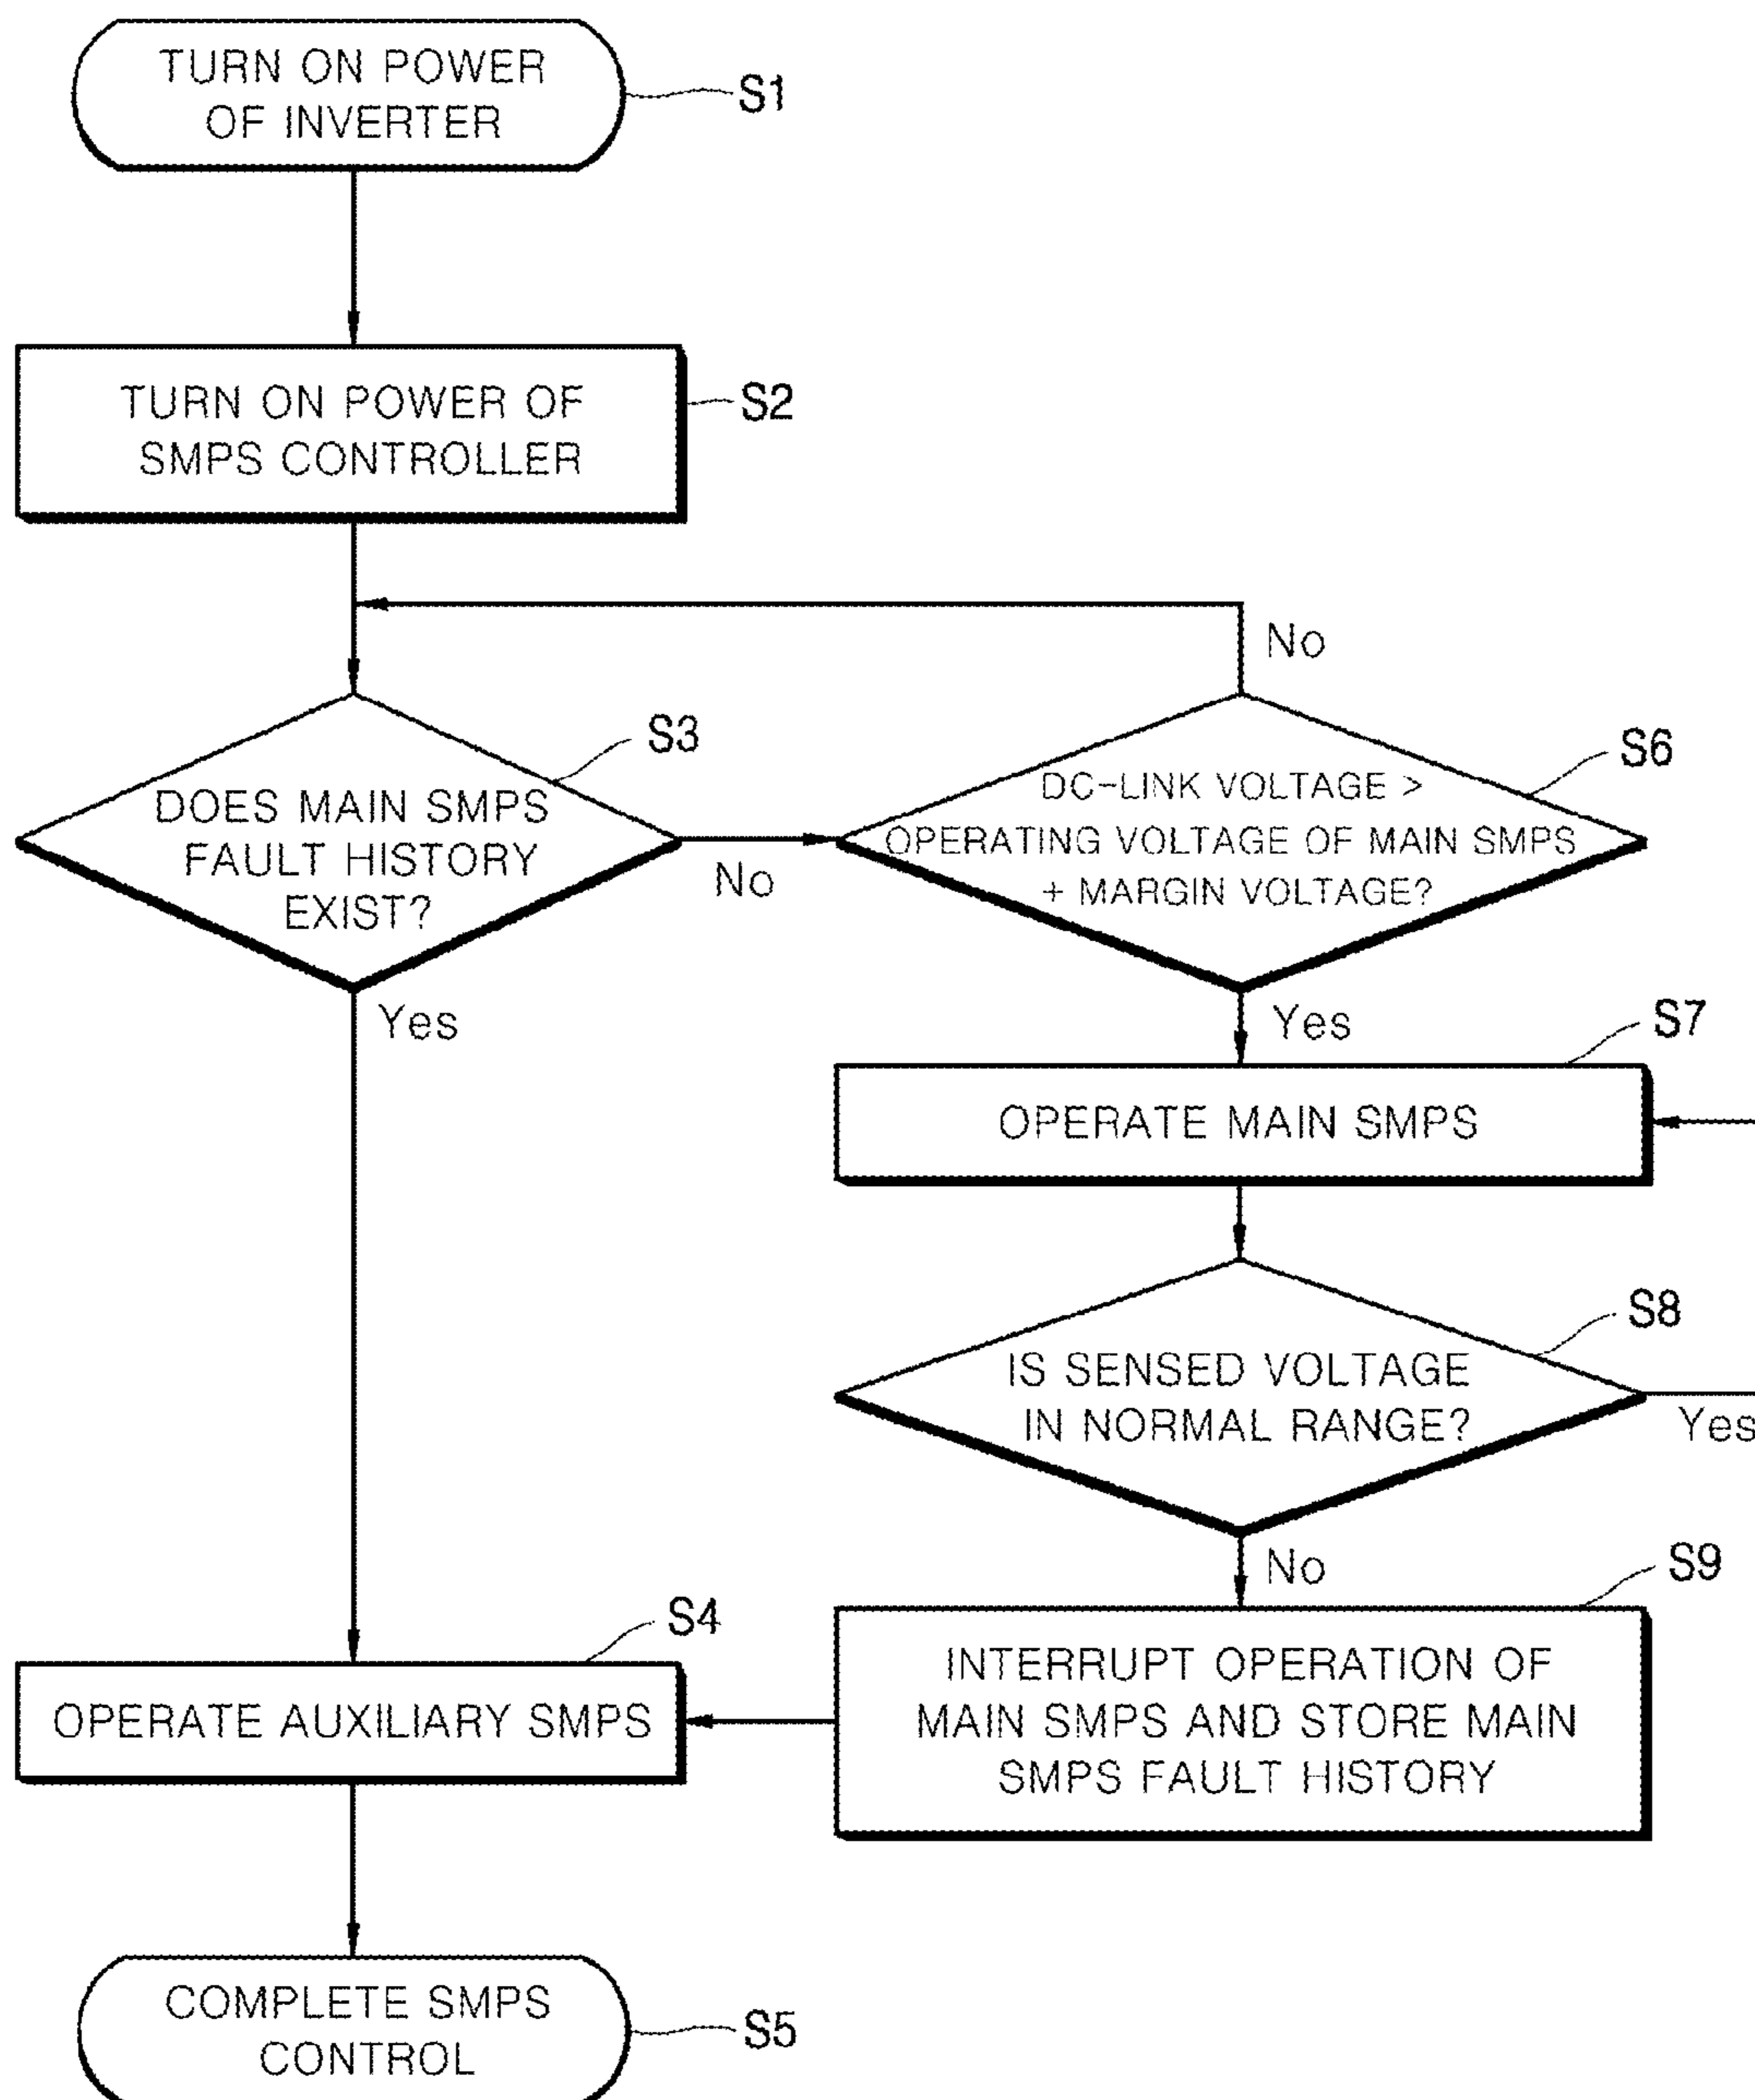 TURN ON POWER
OF INVERTER
S1
TURN ON POWER OF
SMPS CONTROLLER
S2
No
S3
DOES MAIN SMPS
FAULT HISTORY
EXIST?
No
Yes
S6
DC-LINK VOLTAGE >
OPERATING VOLTAGE OF MAIN SMPS
+ MARGIN VOLTAGE?
Yes
S7
OPERATE MAIN SMPS
S8
IS SENSED VOLTAGE
IN NORMAL RANGE?
Yes
No
S9
INTERRUPT OPERATION OF
MAIN SMPS AND STORE MAIN
SMPS FAULT HISTORY
S4
OPERATE AUXILIARY SMPS
COMPLETE SMPS
CONTROL
S5